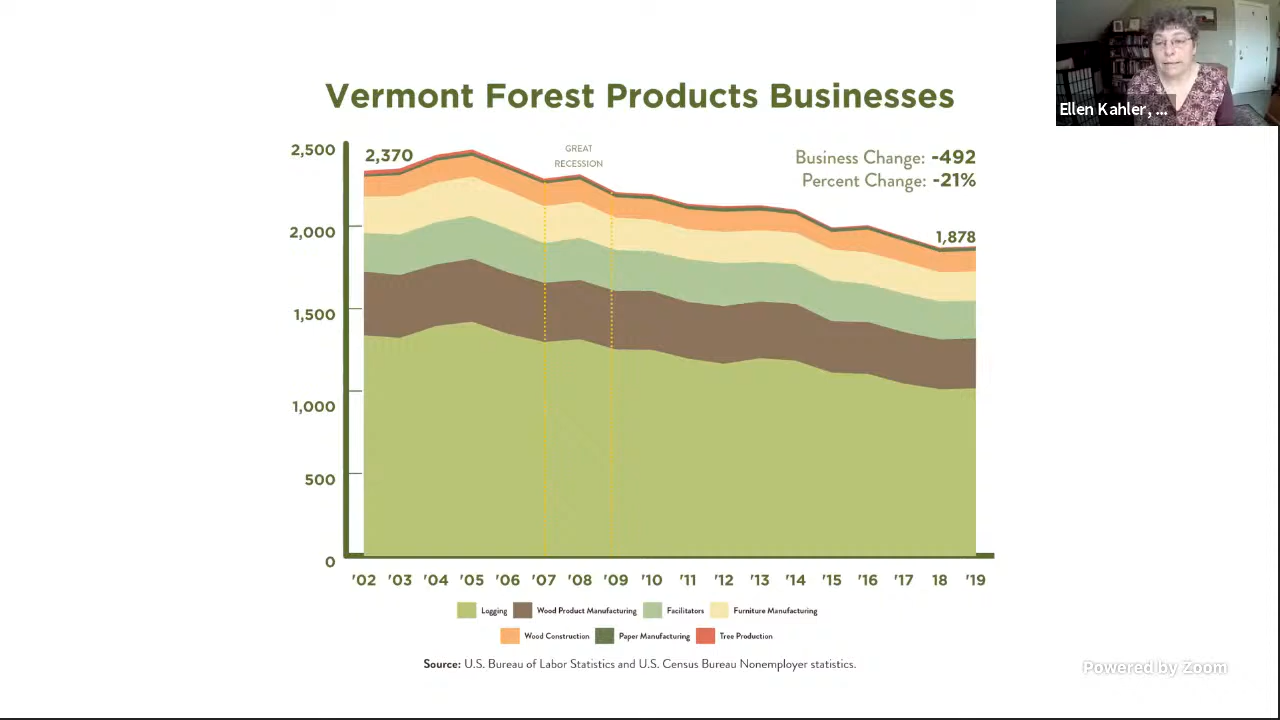 Ellen Kahler, ...
Vermont Forest Products Businesses
2,500
2,370
GREAT
RECESSION
Business Change: -492
Percent Change: -21%
2,000
1,878
1,500
1,000
500
0
'02 '03 '04 '05 '06 '07 '08 '09 '10 '11 '12 '13 '14 '15 '16 '17 18 '19
Logging Wood Product Manufacturing Facilitators Furniture Manufacturing
Wood Construction Paper Manufacturing Tree Production
Source: U.S. Bureau of Labor Statistics and U.S. Census Bureau Nonemployer statistics.
Powered by Zoom